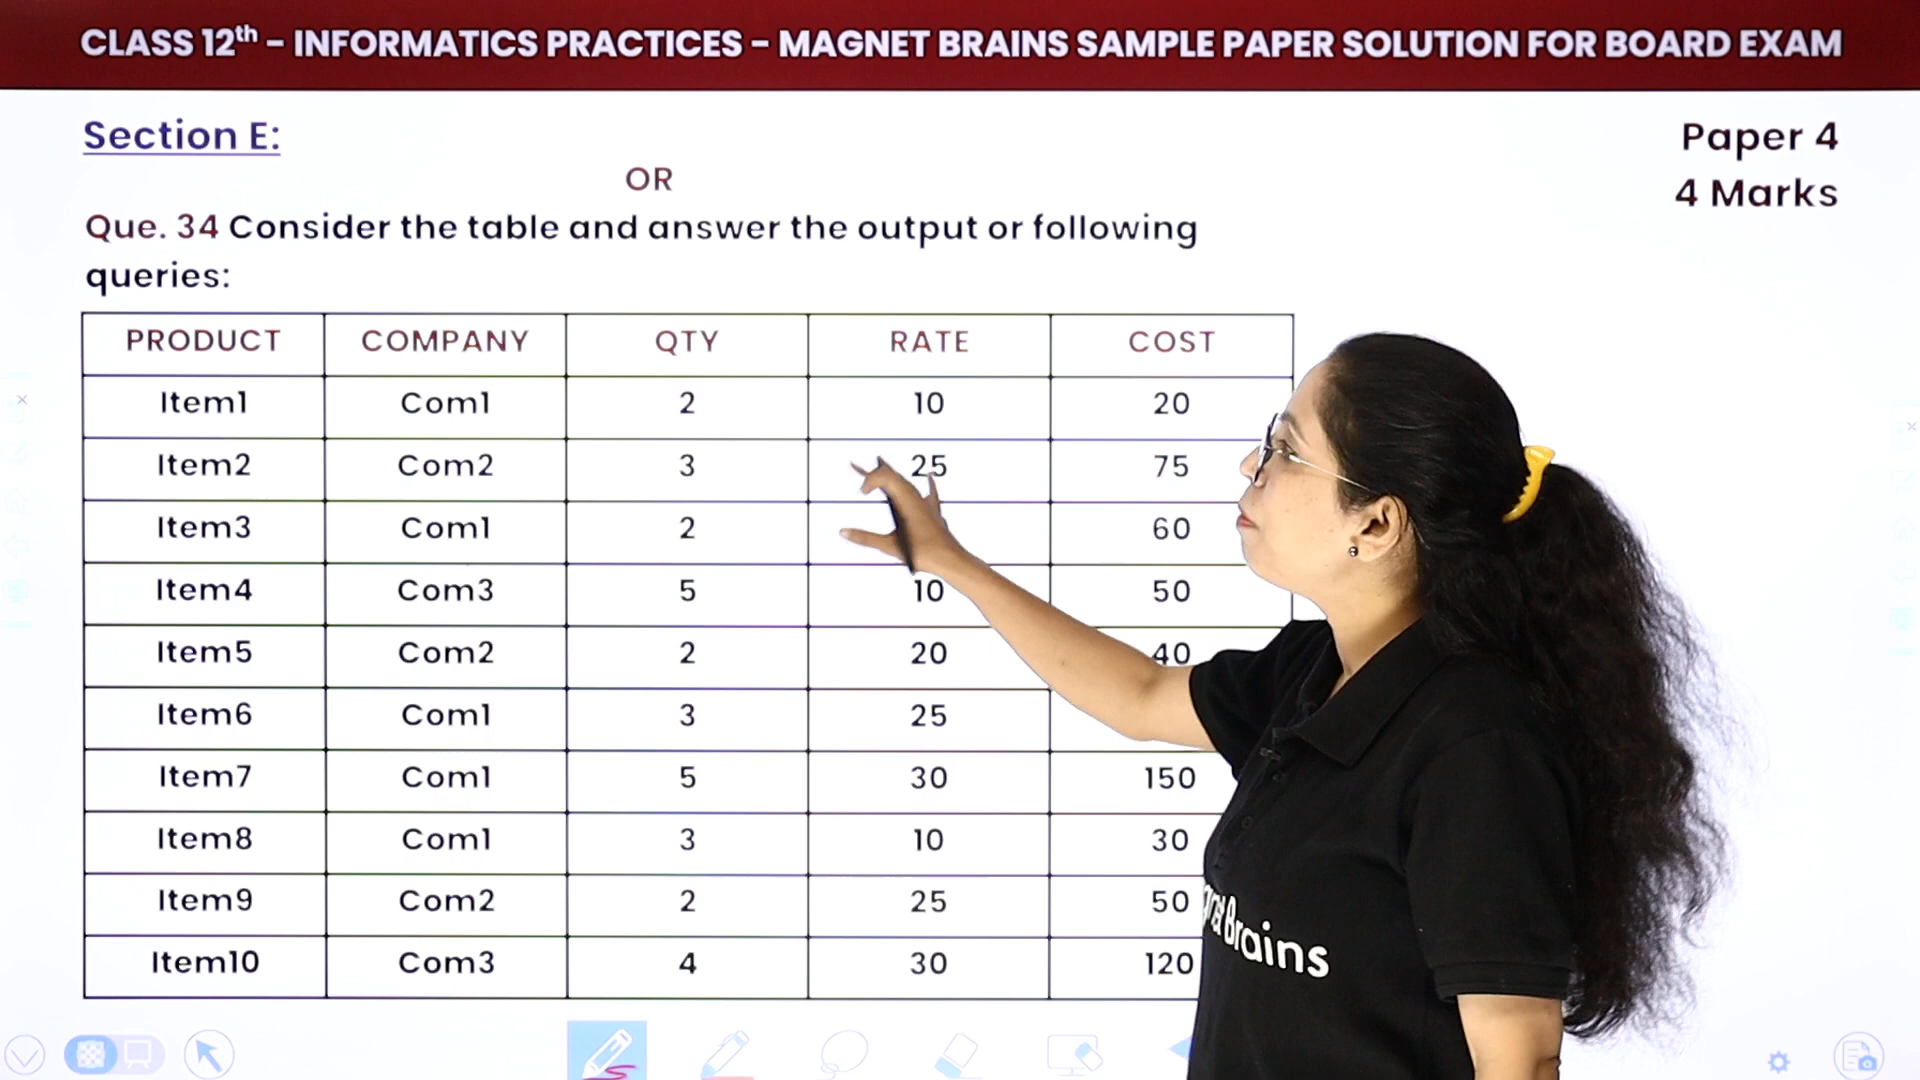 CLASS 12th – INFORMATICS PRACTICES – MAGNET BRAINS SAMPLE PAPER SOLUTION FOR BOARD EXAM
Section E:
Paper 4
4 Marks
OR
Que. 34 Consider the table and answer the output or following
queries:
PRODUCT COMPANY QTY RATE COST
Item1 Com1 2 10 20
Item2 Com2 3 25 75
Item3 Com1 2 60
Item4 Com3 5 10 50
Item5 Com2 2 20 40
Item6 Com1 3 25
Item7 Com1 5 30 150
Item8 Com1 3 10 30
Item9 Com2 2 25 50
Item10 Com3 4 30 120
Brains